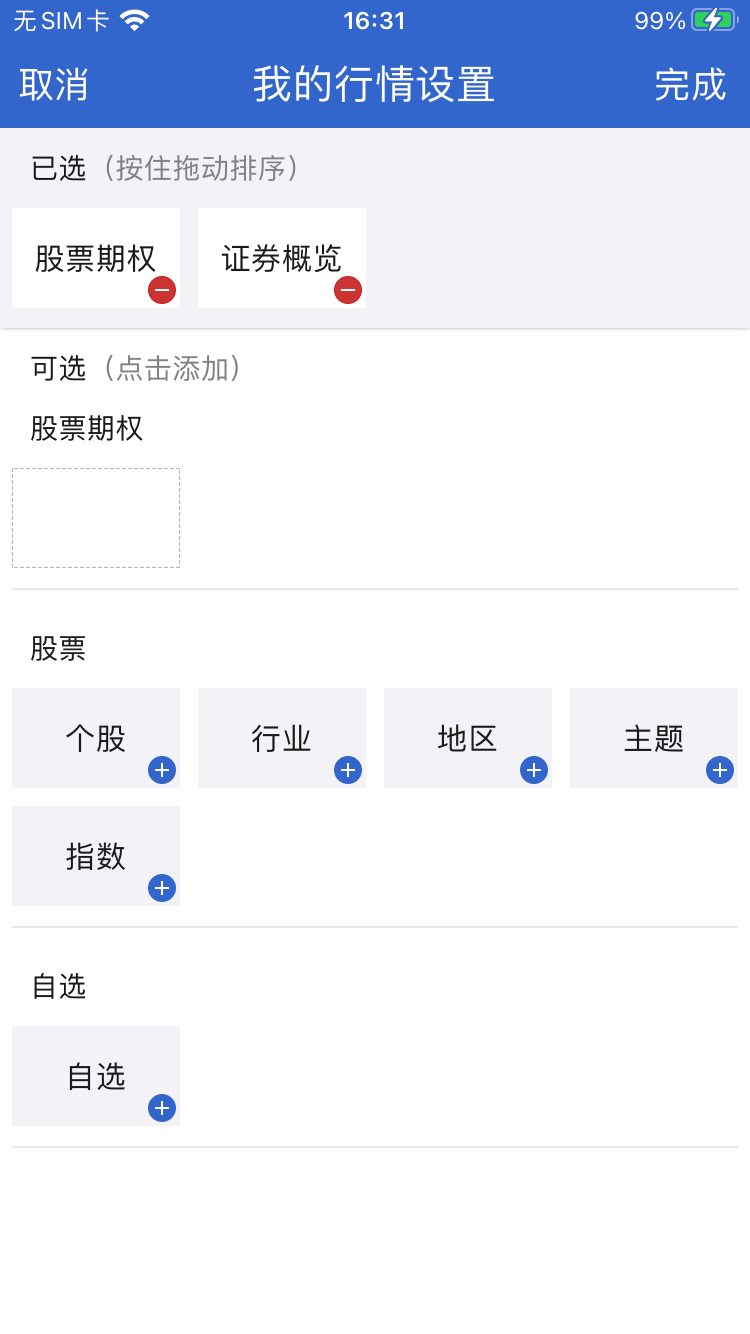 无SIM卡 16:31 99%
取消 我的行情设置 完成
已选（按住拖动排序）
股票期权 证券概览
可选（点击添加）
股票期权
股票
个股 行业 地区 主题
指数
自选
自选